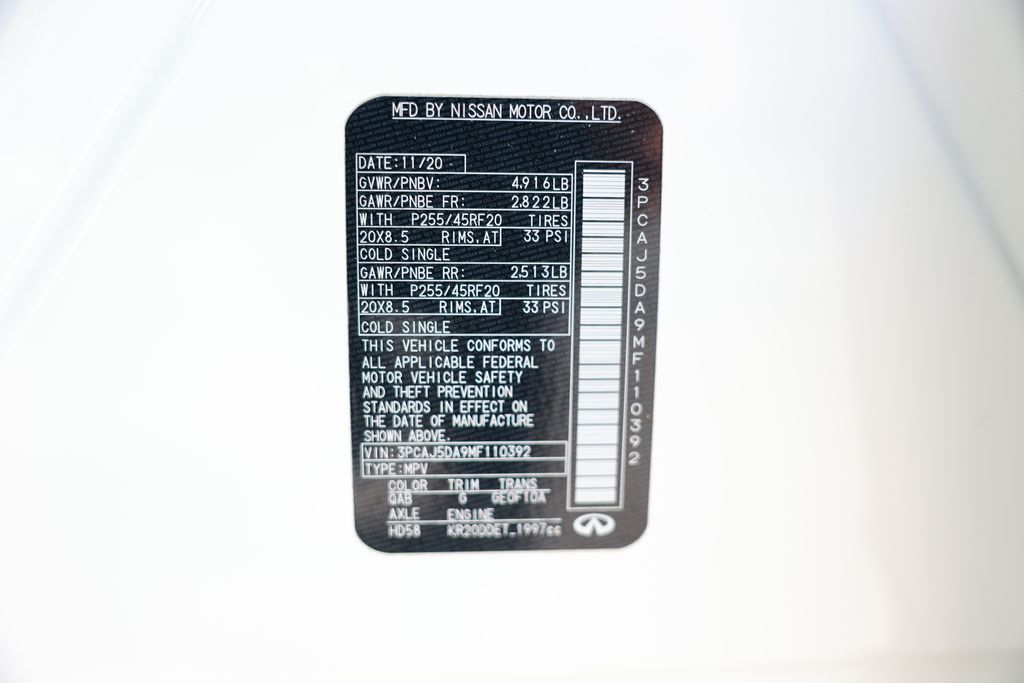 MFD BY NISSAN MOTOR CO.,LTD.
DATE:11/20
GVWR/PNBV: 4,916LB
GAWR/PNBE FR: 2,822LB
WITH P255/45RF20 TIRES
20X8.5 RIMS,AT 33 PSI
COLD SINGLE
GAWR/PNBE RR: 2,513LB
WITH P255/45RF20 TIRES
20X8.5 RIMS,AT 33 PSI
COLD SINGLE
THIS VEHICLE CONFORMS TO
ALL APPLICABLE FEDERAL
MOTOR VEHICLE SAFETY
AND THEFT PREVENTION
STANDARDS IN EFFECT ON
THE DATE OF MANUFACTURE
SHOWN ABOVE.
VIN:3PCAJ5DA9MF110392
TYPE:MPV
COLOR TRIM TRANS
QAB G GE0F10A
AXLE ENGINE
HD58 KR20DDET_1997cc
3PCAJ5DA9MF110392